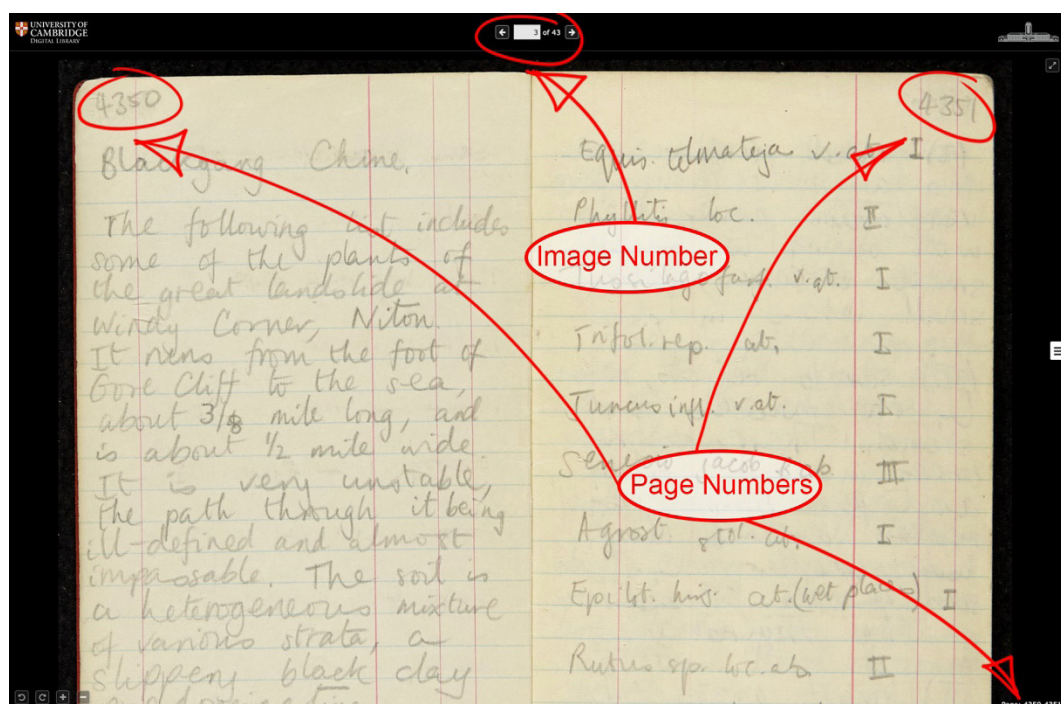 UNIVERSITY OF
CAMBRIDGE
DIGITAL LIBRARY
3 of 43
4350
Blackgang Chine.
The following list includes
some of the plants of
the great landslide at
Windy Corner, Niton.
It runs from the foot of
Gore Cliff to the sea,
about 3/8 mile long, and
is about 1/2 mile wide.
It is very unstable,
the path through it being
ill-defined and almost
impassable. The soil is
a heterogeneous mixture
of various strata, a
slippery black clay
4351
Equis. telmateja v. ab. I
Phyllitis loc. II
v. ab. I
Trifol. rep. ab. I
Juncus infl. v. ab. I
Senecio jacob III
Agrost. stol. ab. I
Epilob. hirs. ab. (wet places) I
Rubus sp. loc. ab. II
Image Number
Page Numbers